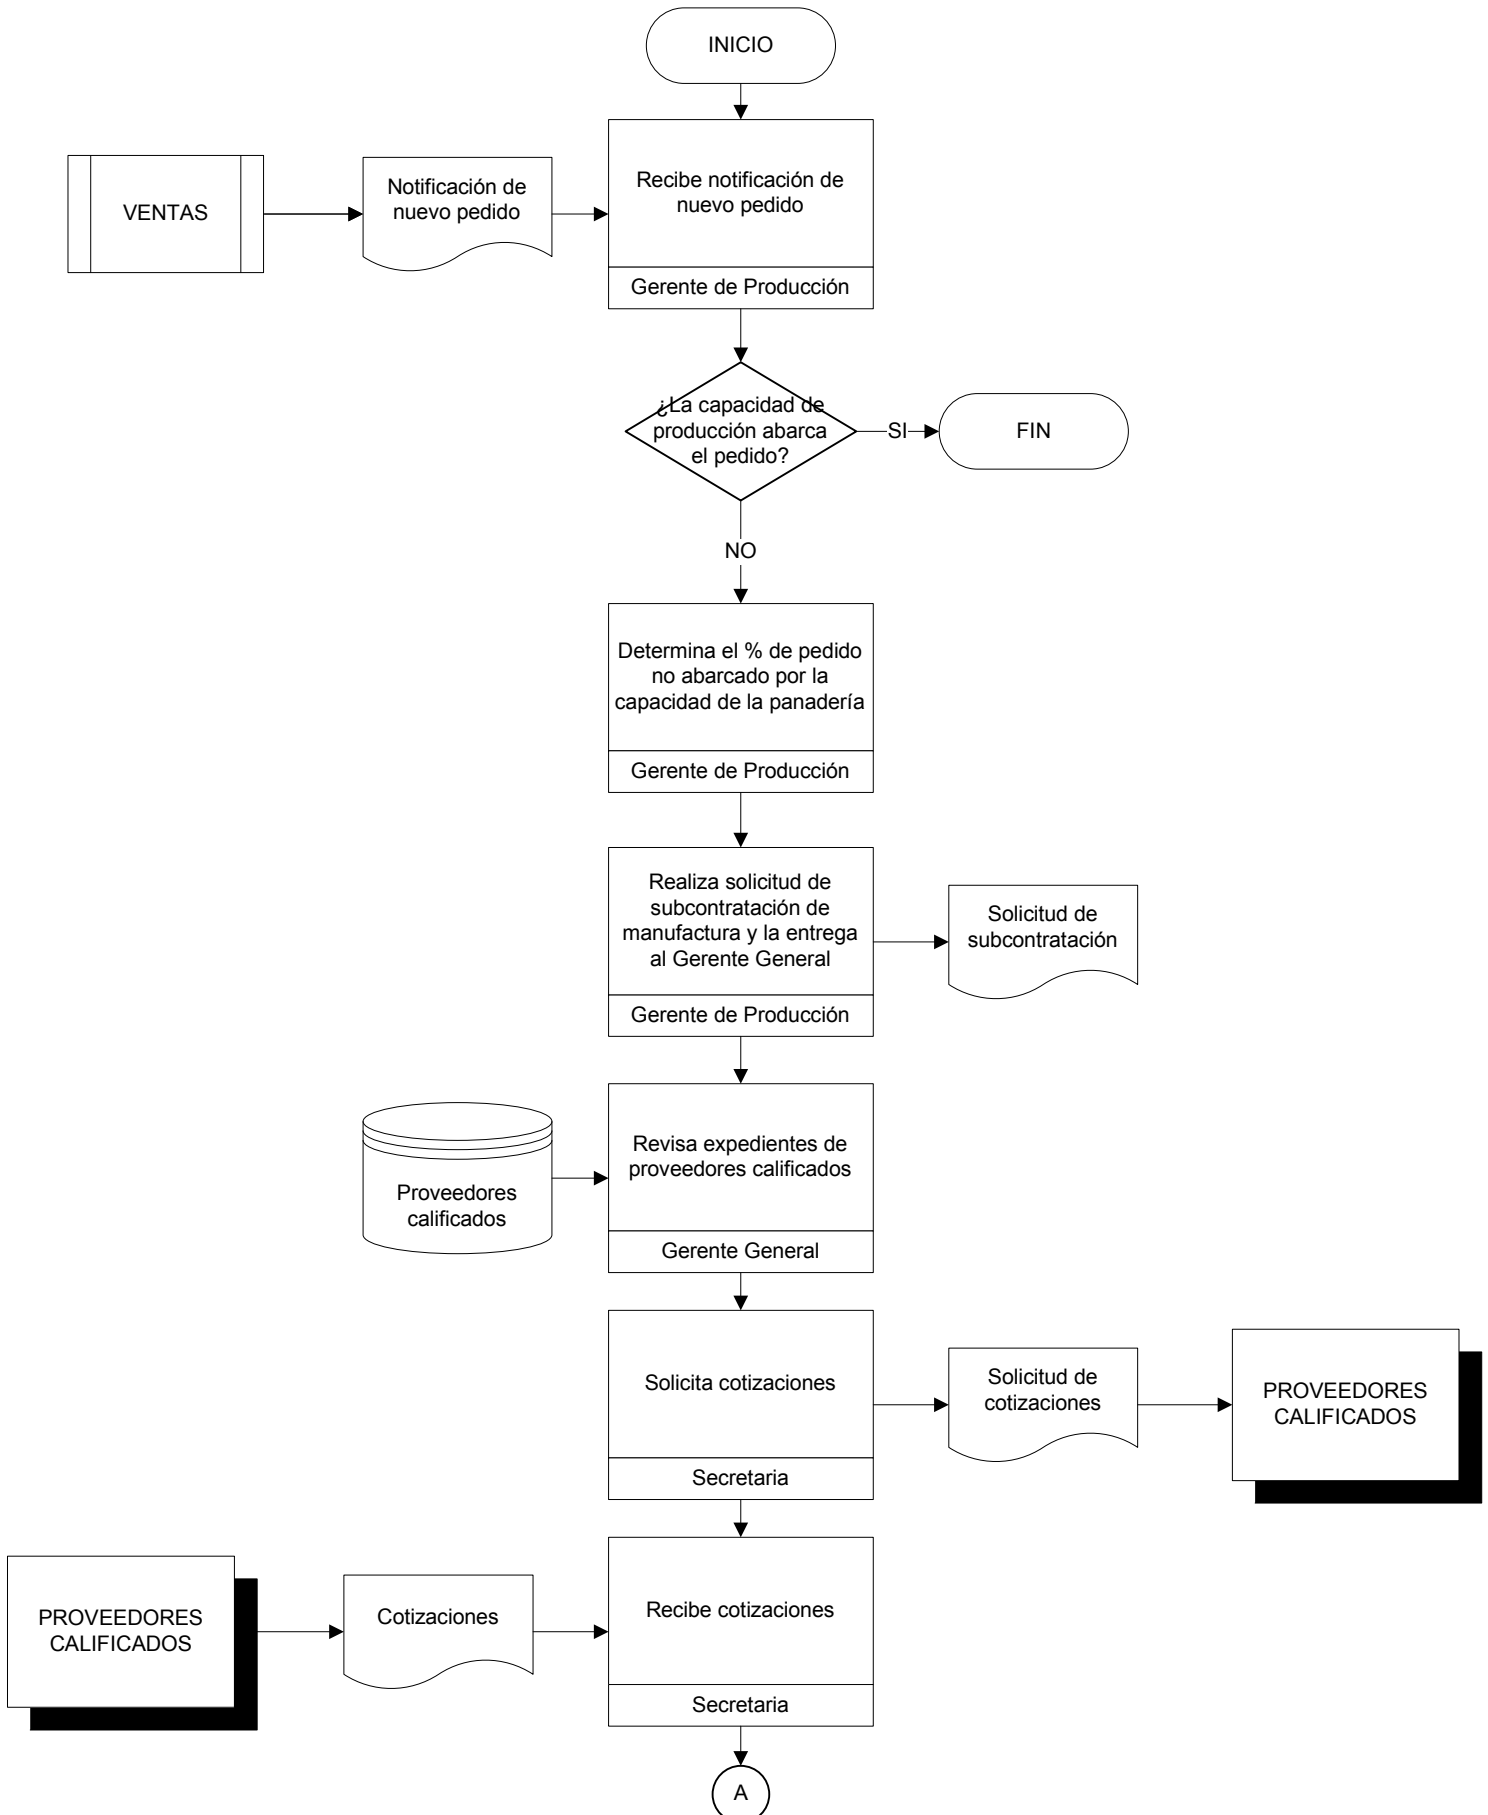 INICIO
VENTAS
Notificación de
nuevo pedido
Recibe notificación de
nuevo pedido
Gerente de Producción
¿La capacidad de
producción abarca
el pedido?
SI
FIN
NO
Determina el % de pedido
no abarcado por la
capacidad de la panadería
Gerente de Producción
Realiza solicitud de
subcontratación de
manufactura y la entrega
al Gerente General
Gerente de Producción
Solicitud de
subcontratación
Proveedores
calificados
Revisa expedientes de
proveedores calificados
Gerente General
Solicita cotizaciones
Secretaria
Solicitud de
cotizaciones
PROVEEDORES
CALIFICADOS
PROVEEDORES
CALIFICADOS
Cotizaciones
Recibe cotizaciones
Secretaria
A